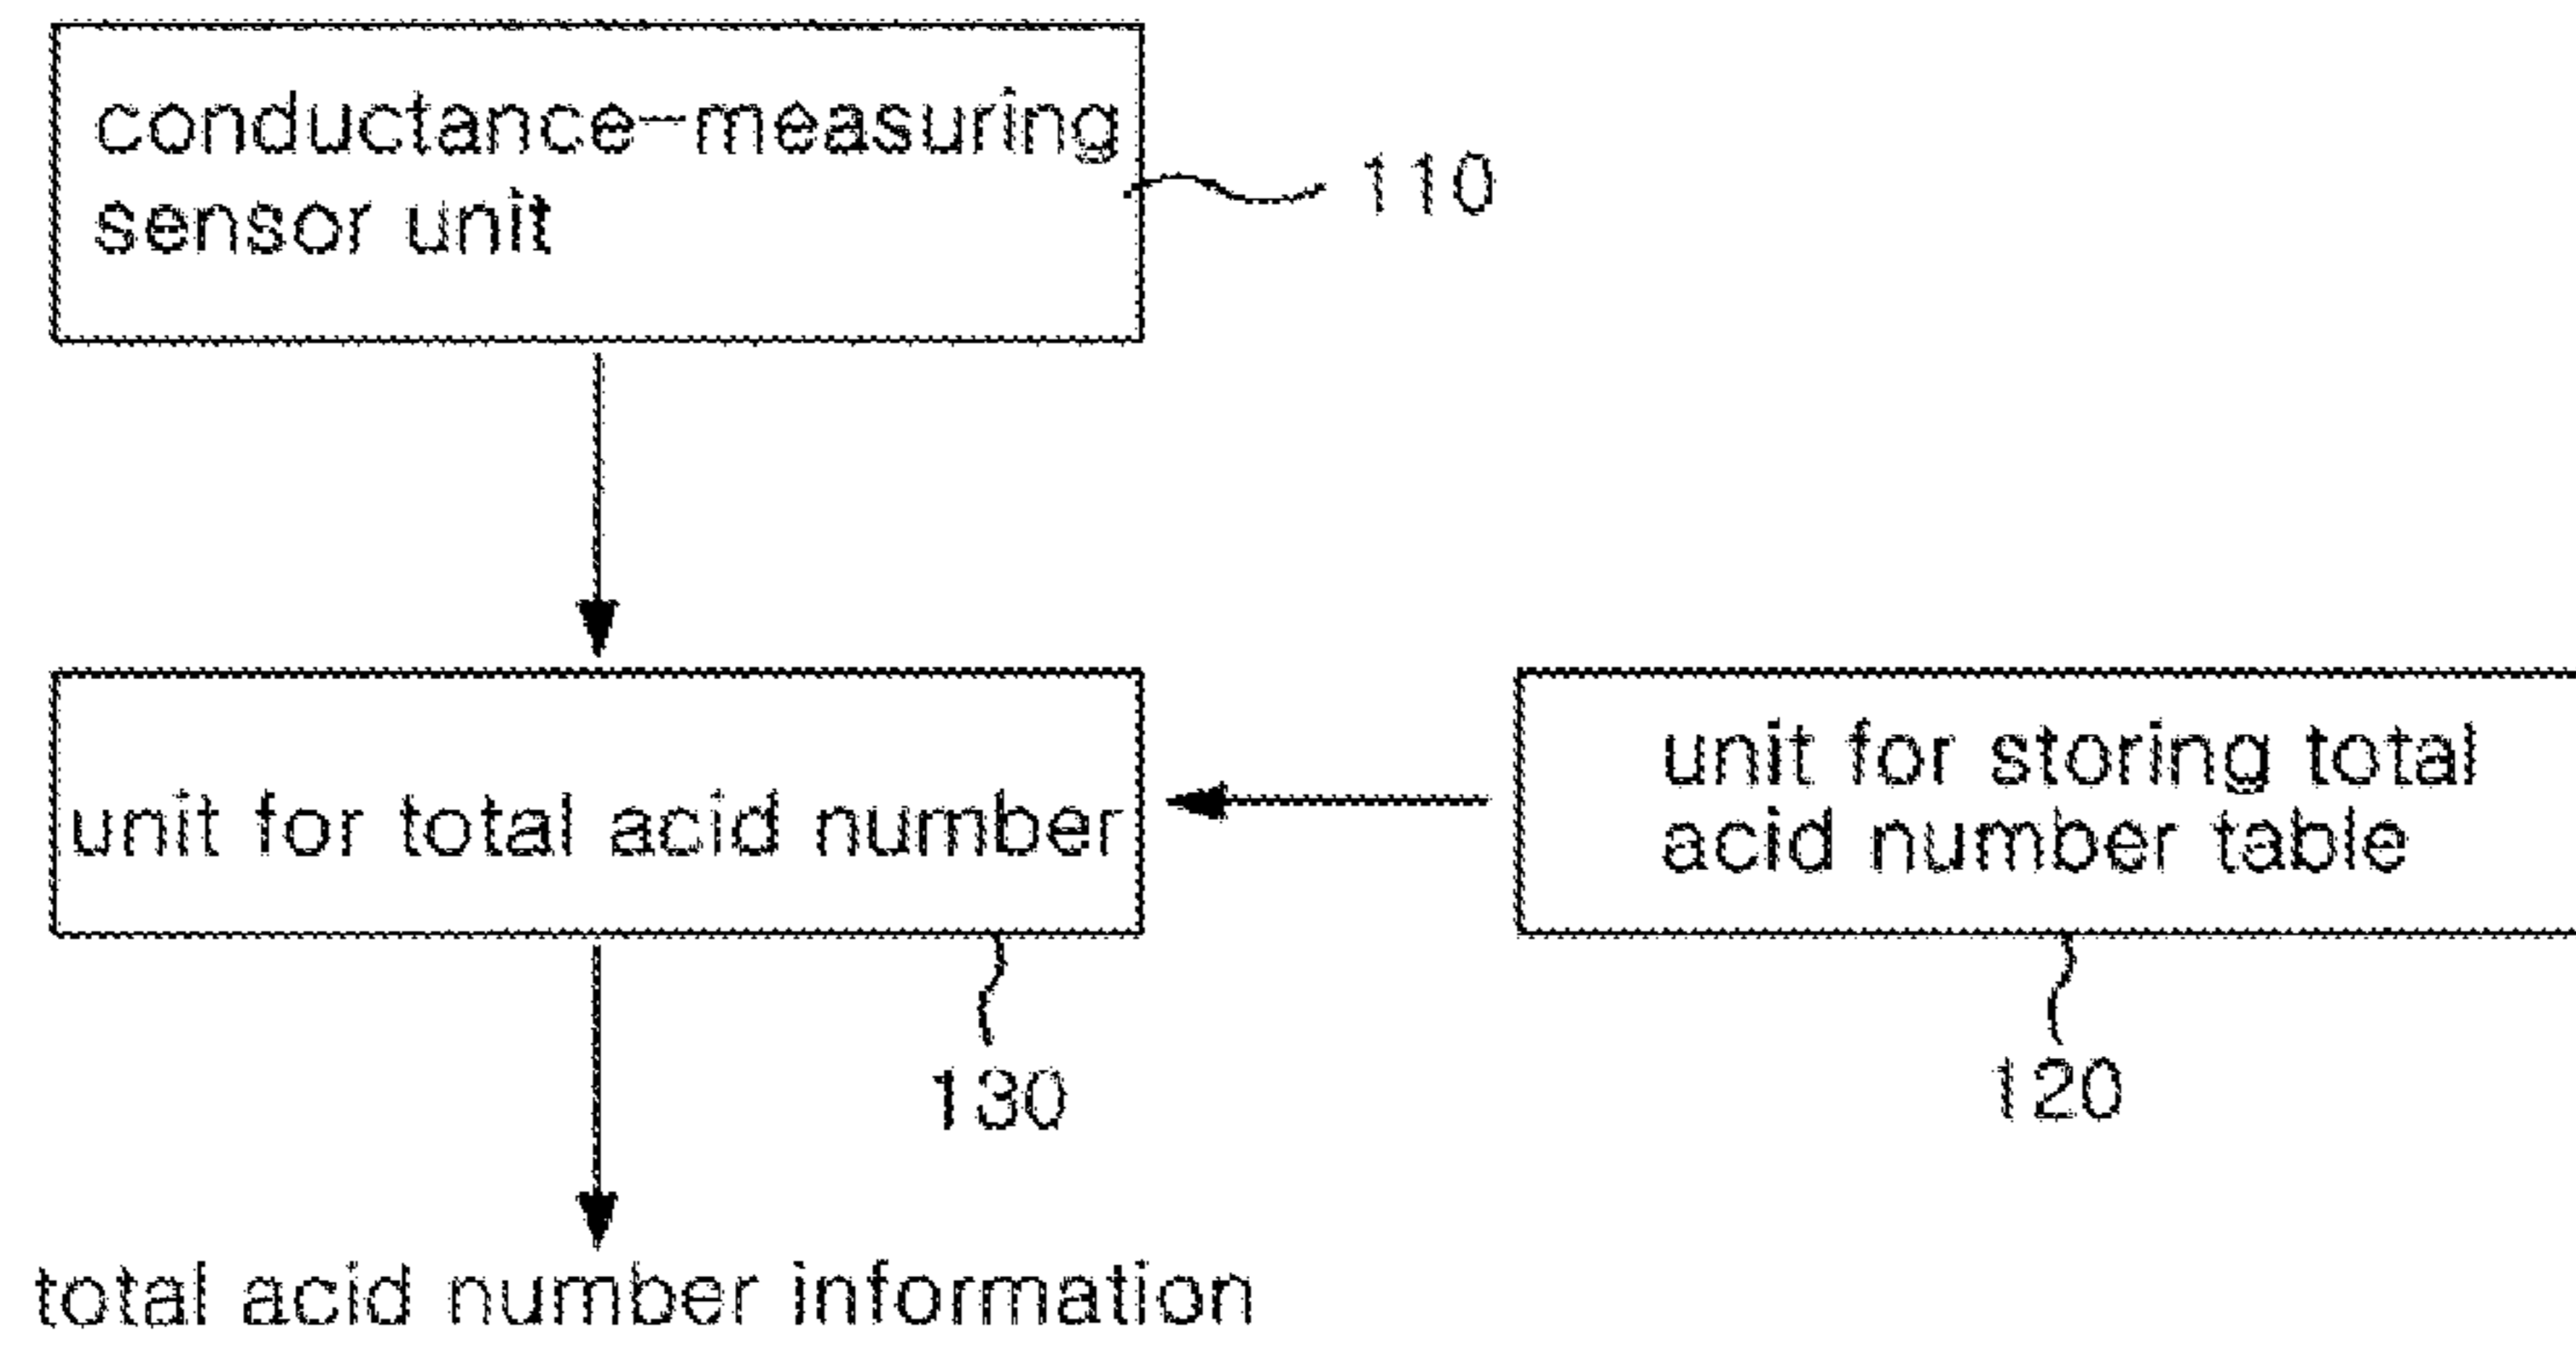 conductance-measuring
sensor unit
110
unit for total acid number
unit for storing total
acid number table
130
120
total acid number information